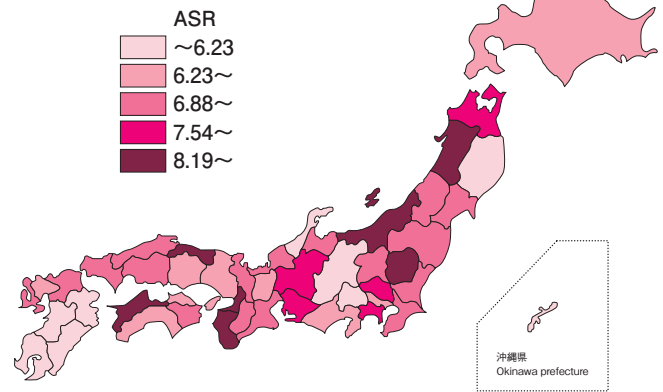 ASR
～6.23
6.23～
6.88～
7.54～
8.19～
沖縄県
Okinawa prefecture